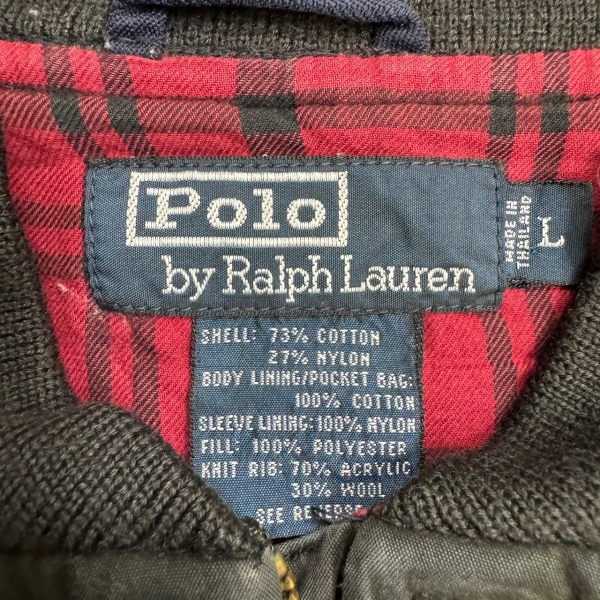 Polo
by Ralph Lauren
MADE IN
THAILAND
L
SHELL: 73% COTTON
27% NYLON
BODY LINING/POCKET BAG:
100% COTTON
SLEEVE LINING: 100% NYLON
FILL: 100% POLYESTER
KNIT RIB: 70% ACRYLIC
30% WOOL
SEE REVERSE